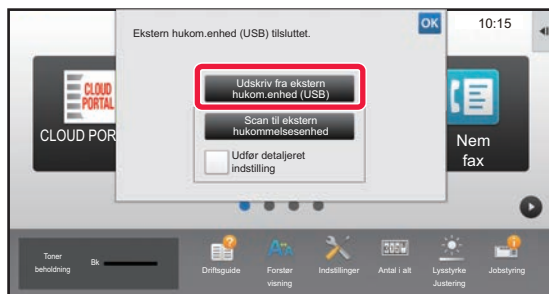 Ekstern hukom.enhed (USB) tilsluttet.
OK
10:15
Udskriv fra ekstern
hukom.enhed (USB)
Scan til ekstern
hukommelsesenhed
Udfør detaljeret
indstilling
CLOUD
PORTAL
CLOUD POR
Nem
fax
Toner
beholdning
Bk
Driftsguide
Forstør
visning
Indstillinger
Antal i alt
Lysstyrke
Justering
Jobstyring